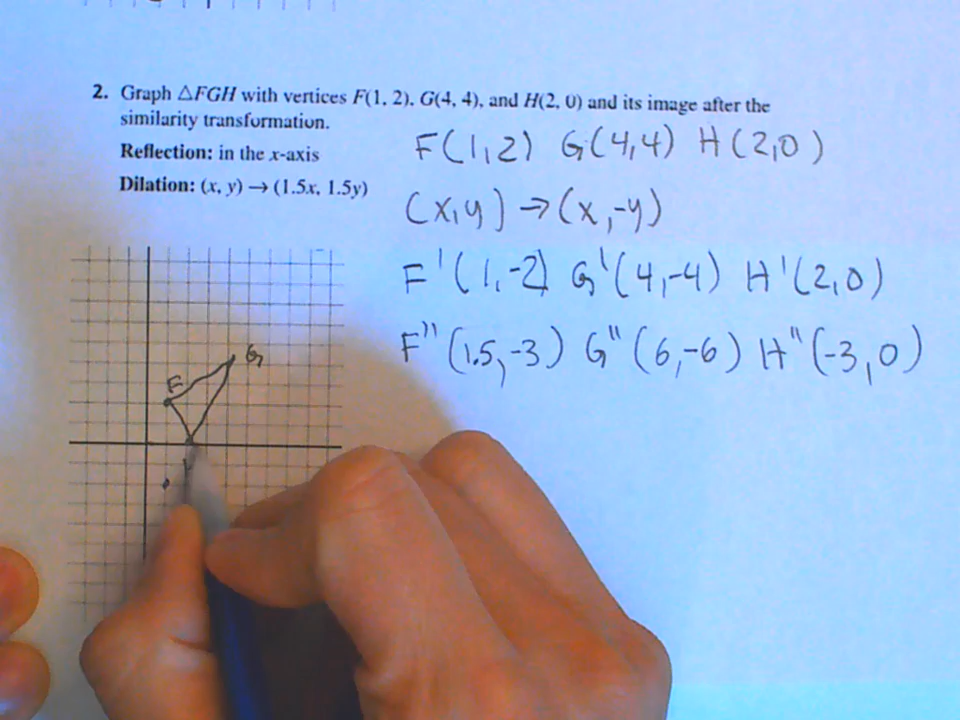 2. Graph △FGH with vertices F(1, 2), G(4, 4), and H(2, 0) and its image after the
similarity transformation.
Reflection: in the x-axis
Dilation: (x, y) → (1.5x, 1.5y)
F(1,2) G(4,4) H(2,0)
(x,y) → (x,-y)
F'(1,-2) G'(4,-4) H'(2,0)
F"(1.5,-3) G"(6,-6) H"(-3,0)
G
F